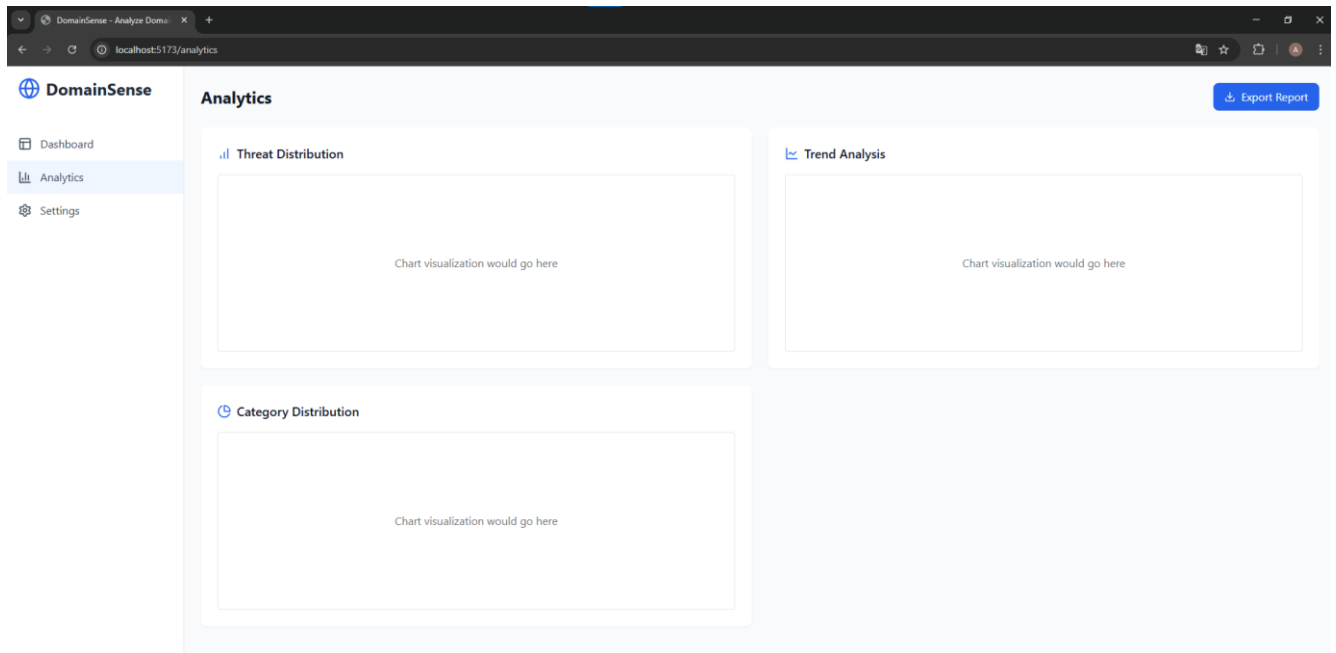 DomainSense - Analyze Domai
localhost:5173/analytics
A
DomainSense
Dashboard
Analytics
Settings
Analytics
Export Report
Threat Distribution
Chart visualization would go here
Trend Analysis
Chart visualization would go here
Category Distribution
Chart visualization would go here